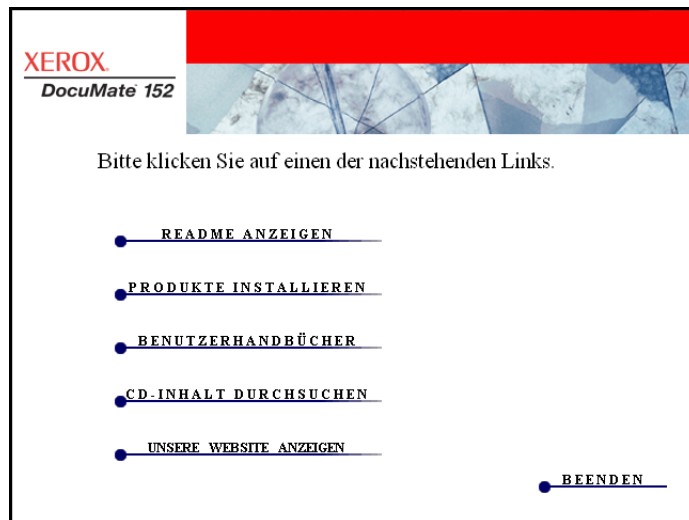 XEROX.
DocuMate 152
Bitte klicken Sie auf einen der nachstehenden Links.
README ANZEIGEN
PRODUKTE INSTALLIEREN
BENUTZERHANDBÜCHER
CD-INHALT DURCHSUCHEN
UNSERE WEBSITE ANZEIGEN
BEENDEN